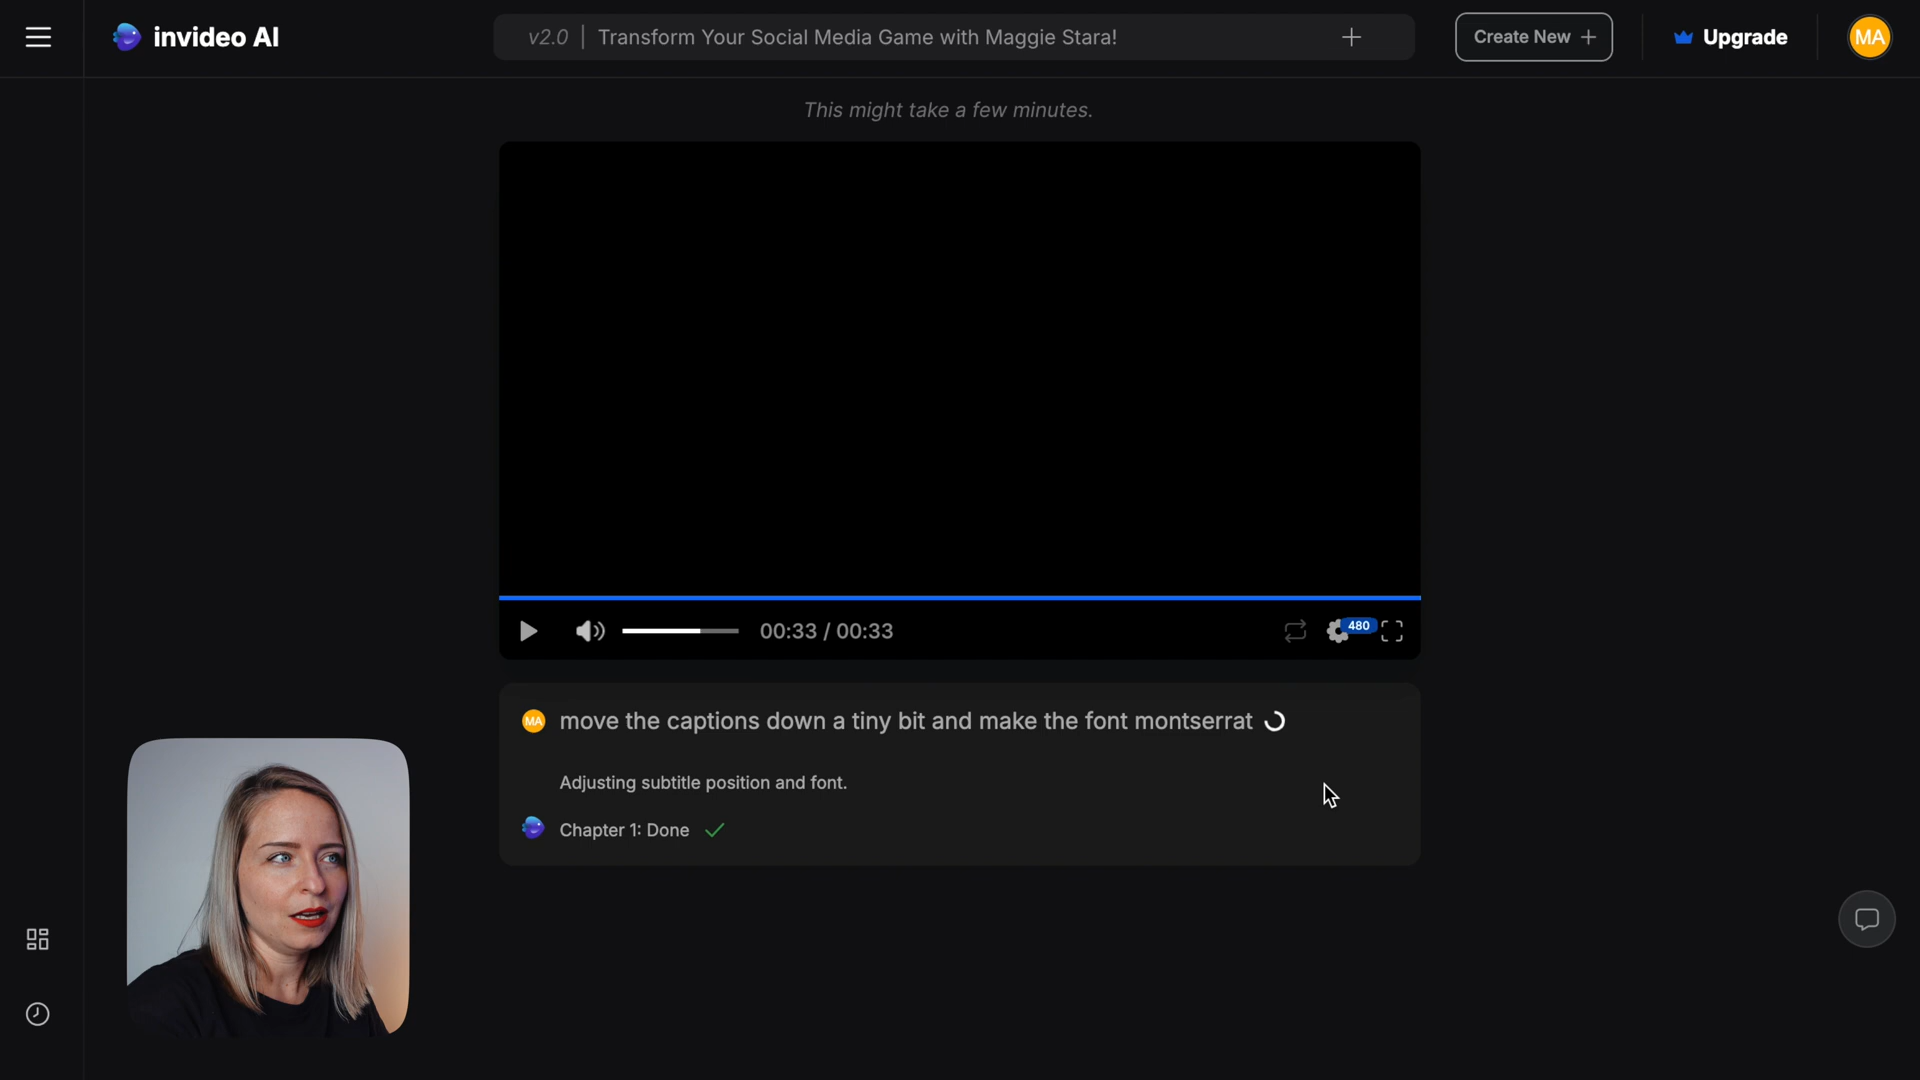 invideo AI
v2.0 | Transform Your Social Media Game with Maggie Stara!
Create New +
Upgrade
MA
This might take a few minutes.
00:33 / 00:33
480
MA
move the captions down a tiny bit and make the font montserrat
Adjusting subtitle position and font.
Chapter 1: Done